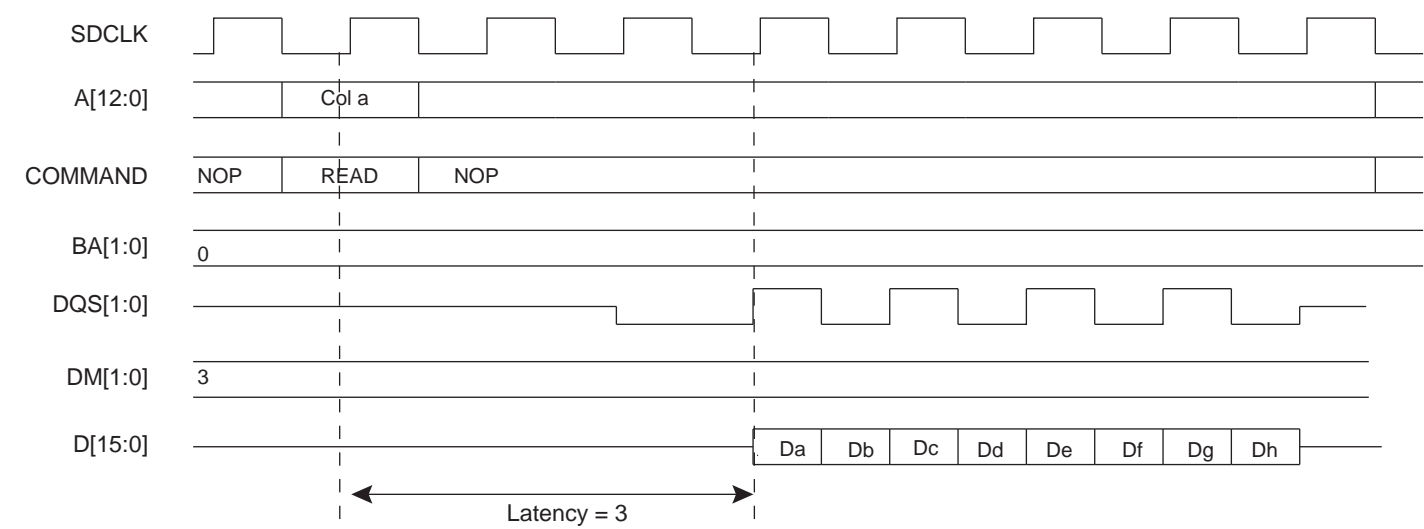 SDCLK
A[12:0]
Col a
COMMAND
NOP
READ
NOP
BA[1:0]
0
DQS[1:0]
DM[1:0]
3
D[15:0]
Da
Db
Dc
Dd
De
Df
Dg
Dh
Latency = 3